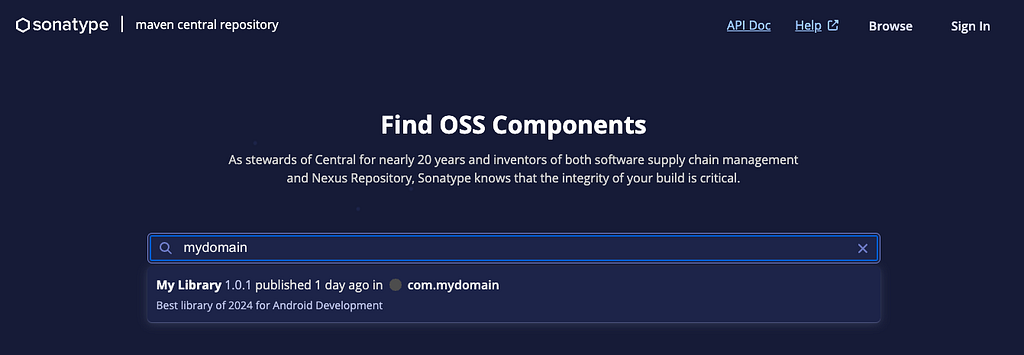 sonatype | maven central repository API Doc Help Browse Sign In
Find OSS Components
As stewards of Central for nearly 20 years and inventors of both software supply chain management
and Nexus Repository, Sonatype knows that the integrity of your build is critical.
mydomain
My Library 1.0.1 published 1 day ago in com.mydomain
Best library of 2024 for Android Development